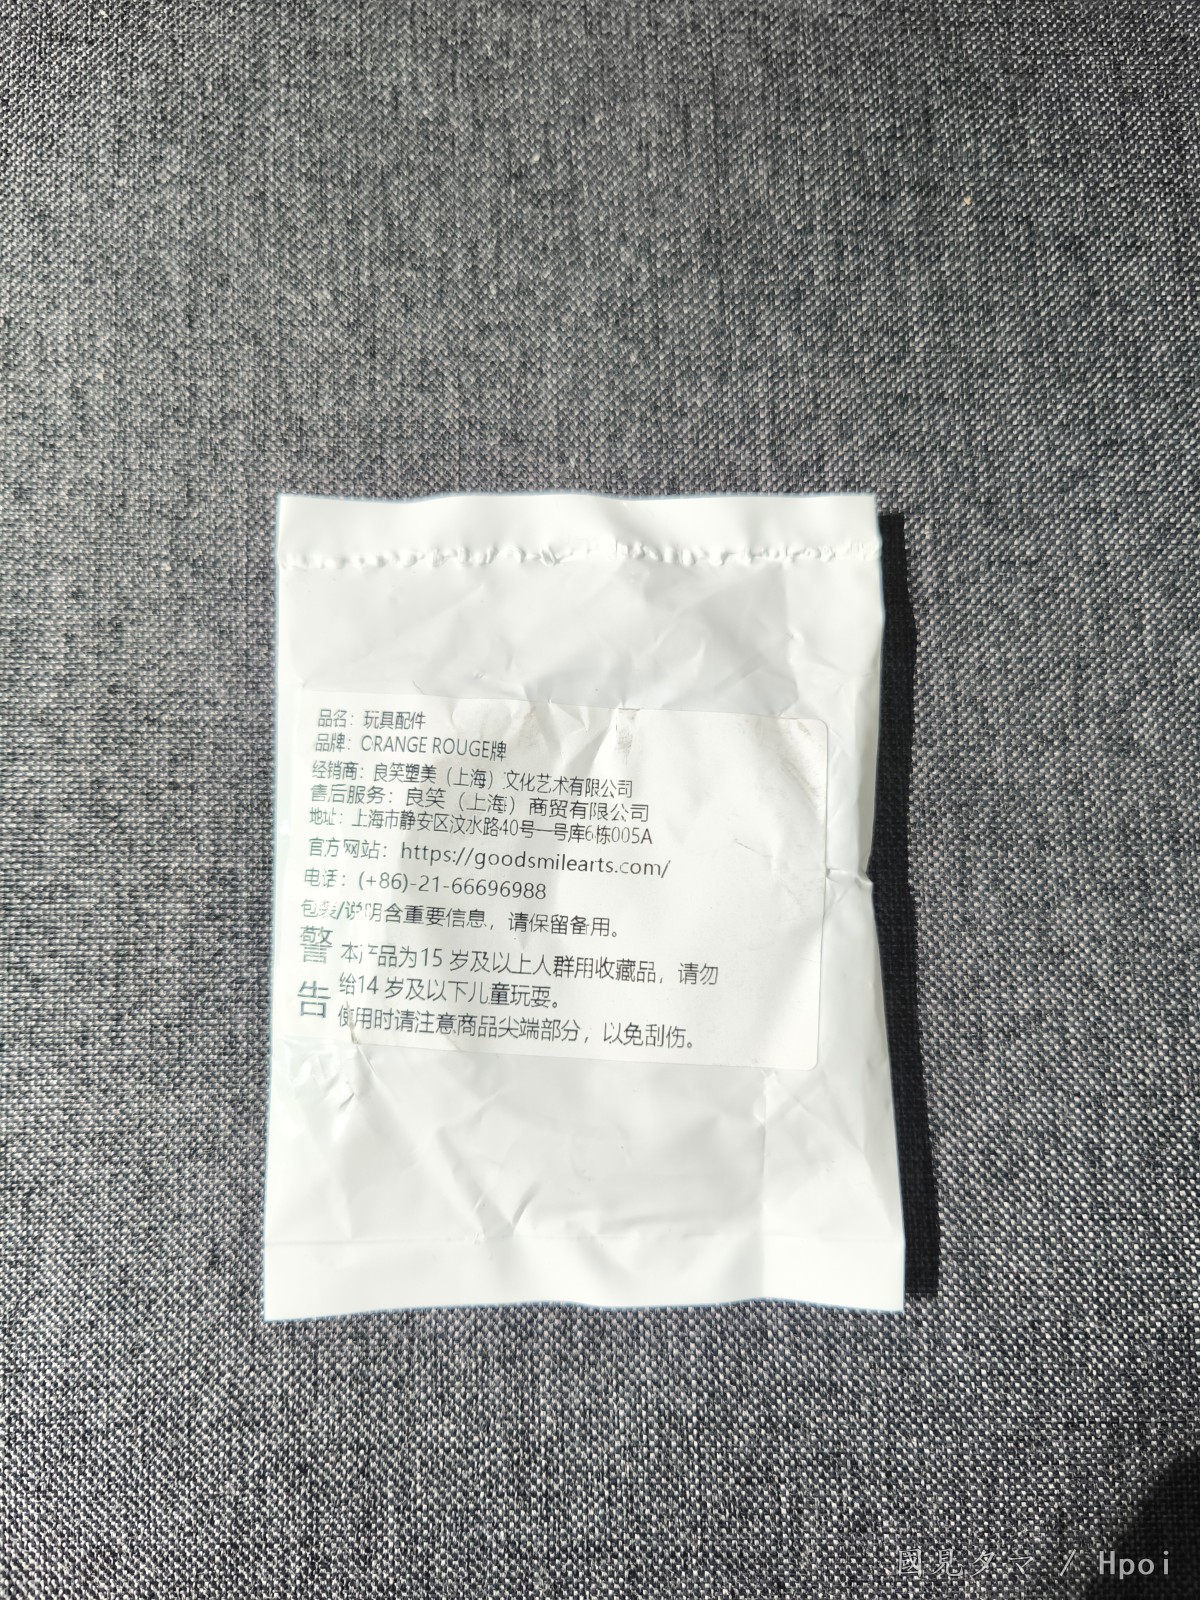 品名：玩具配件
品牌：ORANGE ROUGE牌
经销商：良笑塑美（上海）文化艺术有限公司
售后服务：良笑（上海）商贸有限公司
地址：上海市静安区汶水路40号一号库6栋005A
官方网站：https://goodsmilearts.com/
电话：(+86)-21-66696988
包装/说明含重要信息，请保留备用。
警告
本产品为15 岁及以上人群用收藏品，请勿
给14 岁及以下儿童玩耍。
使用时请注意商品尖端部分，以免刮伤。
國見タマ / Hpoi